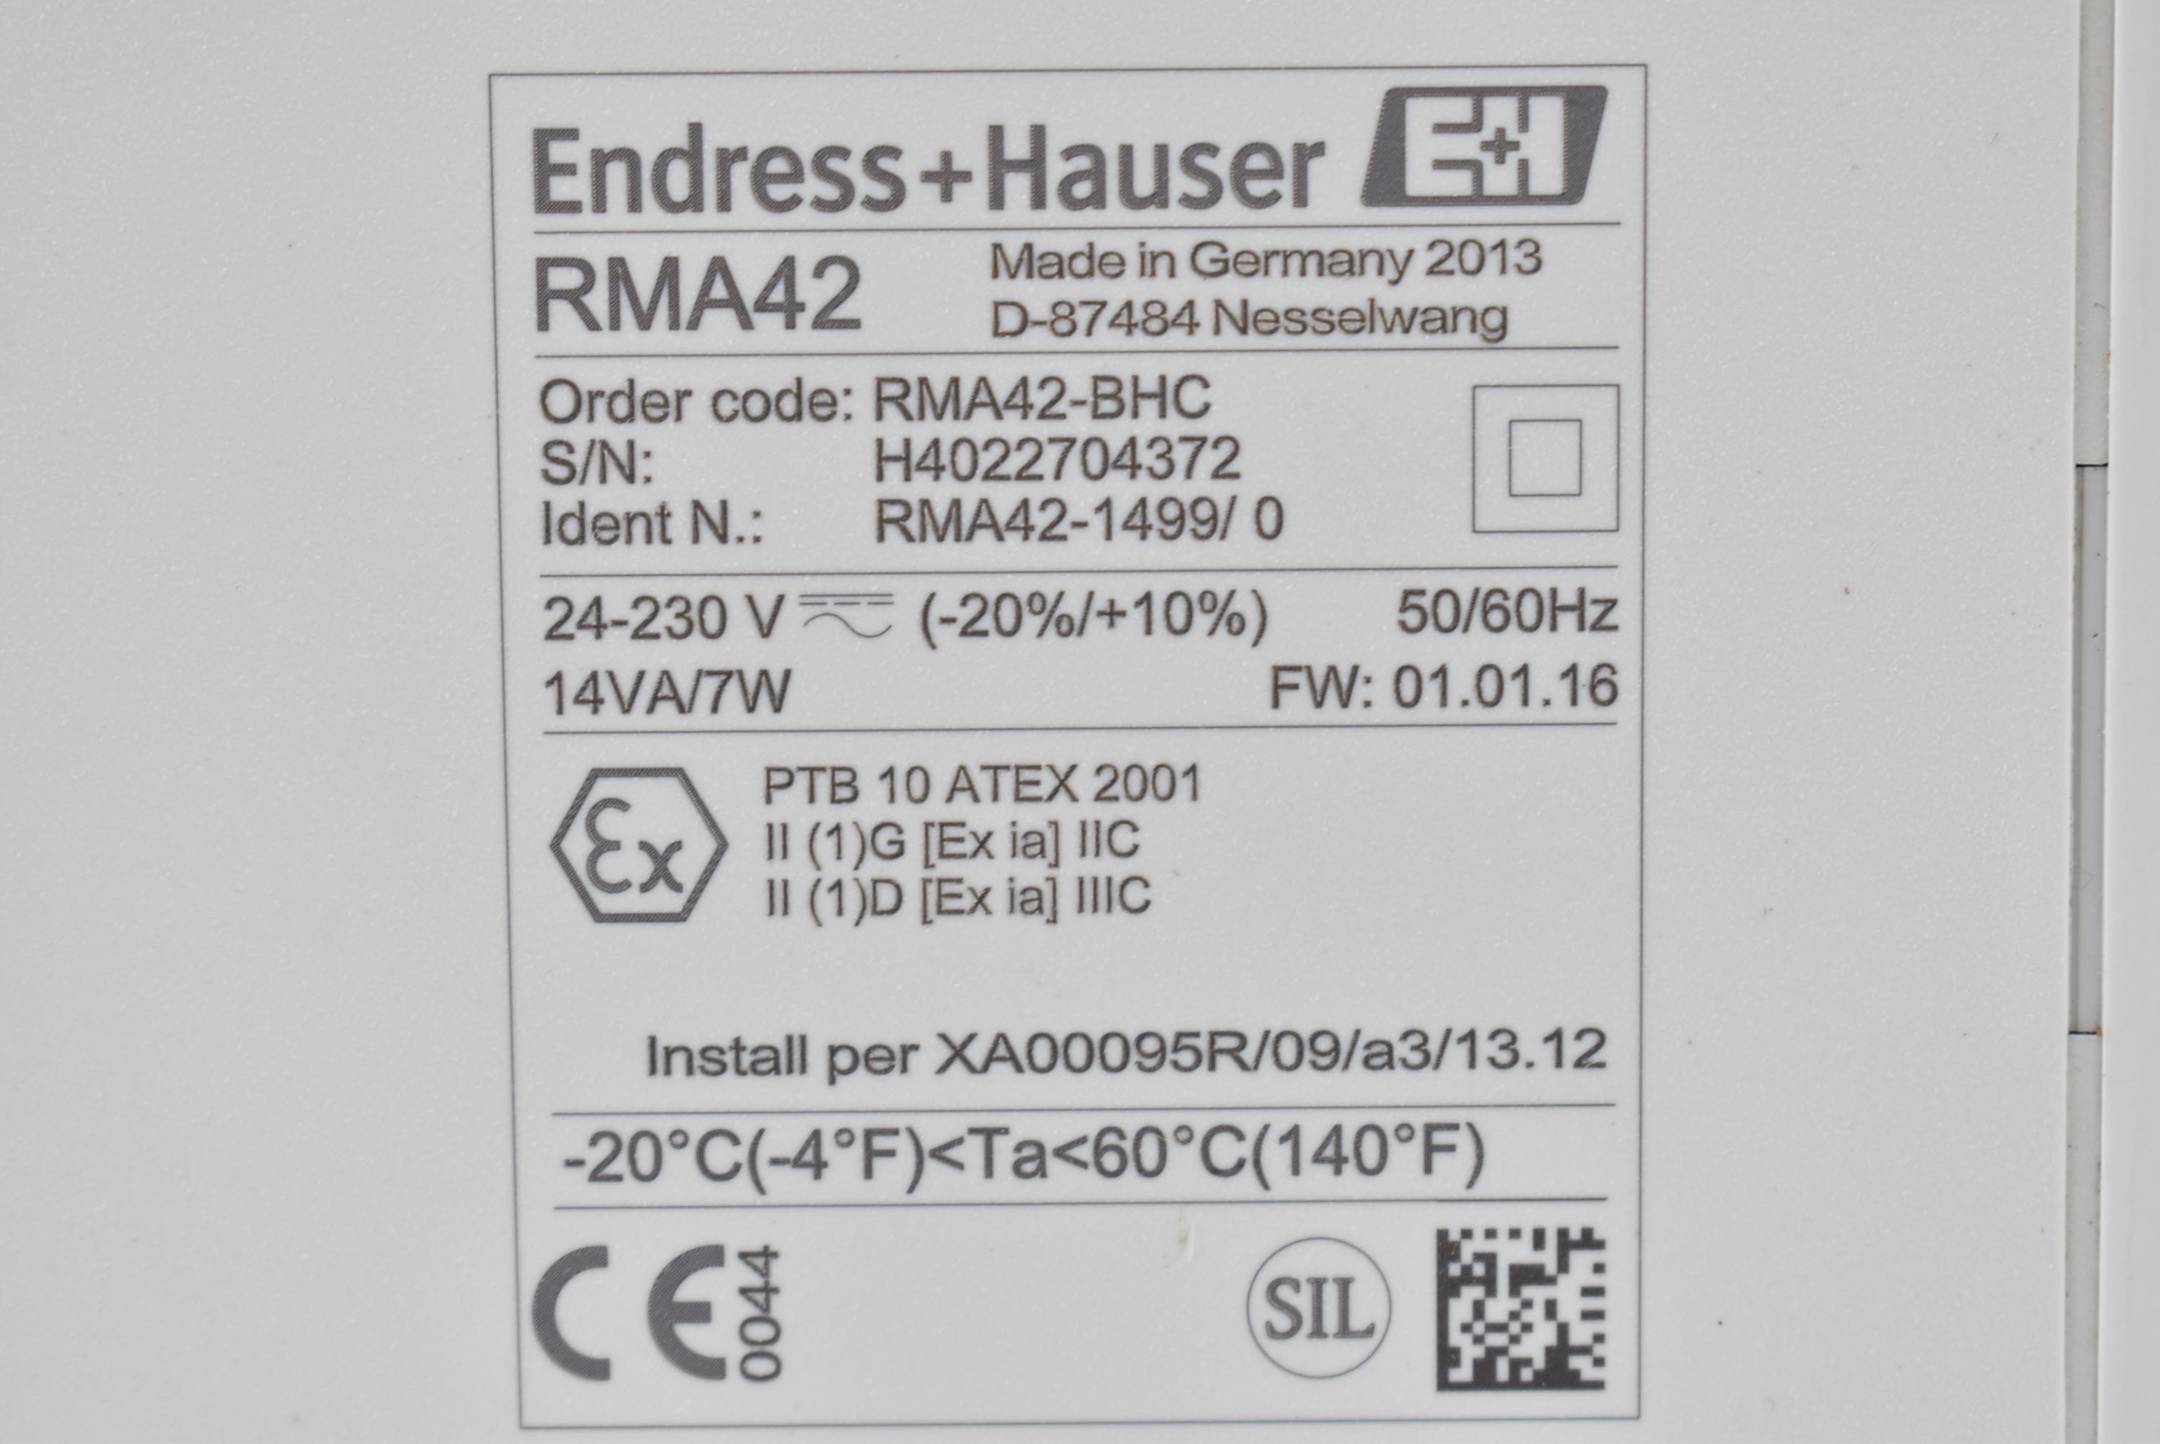 Endress+Hauser E+H
RMA42
Made in Germany 2013
D-87484 Nesselwang
Order code: RMA42-BHC
S/N: H4022704372
Ident N.: RMA42-1499/ 0
24-230 V (-20%/+10%) 50/60Hz
14VA/7W FW: 01.01.16
Ex
PTB 10 ATEX 2001
II (1)G [Ex ia] IIC
II (1)D [Ex ia] IIIC
Install per XA00095R/09/a3/13.12
-20°C(-4°F)<Ta<60°C(140°F)
CE 0044 SIL